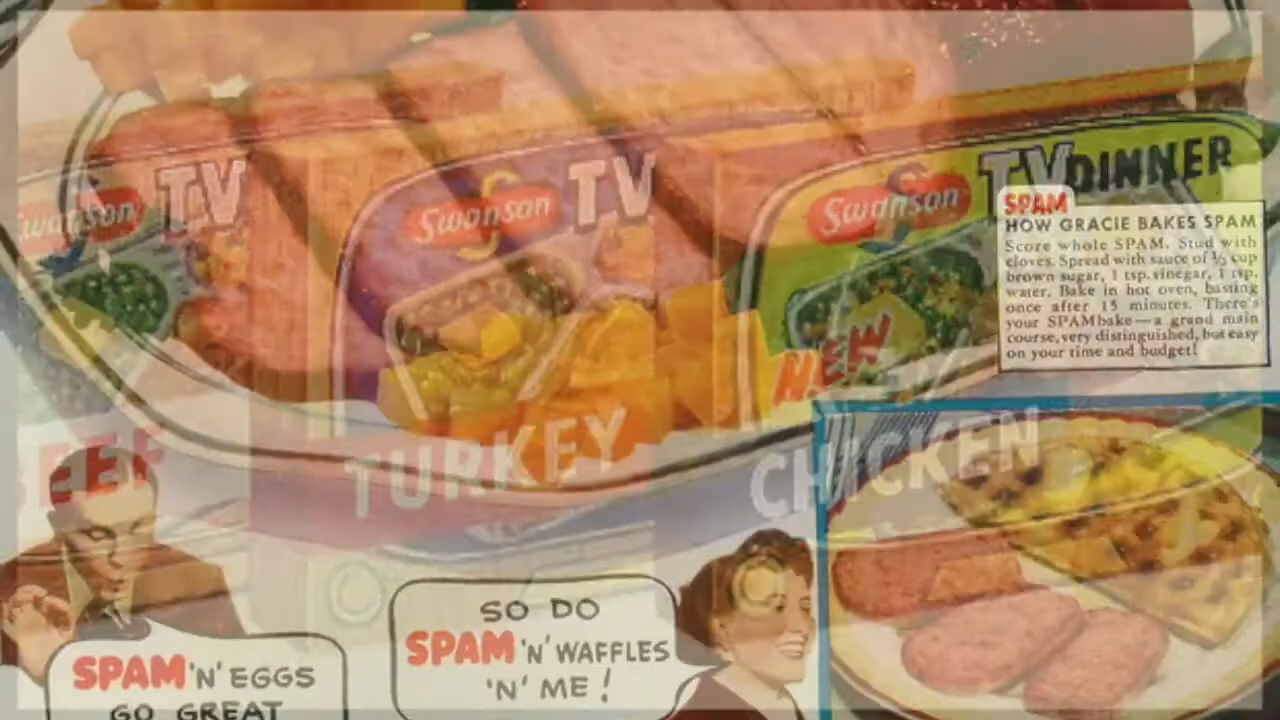 Swanson TV
Swanson TV
Swanson TV DINNER
SPAM
HOW GRACIE BAKES SPAM
Score whole SPAM. Stud with
cloves. Spread with sauce of ⅓ cup
brown sugar, 1 tsp. vinegar, 1 tsp.
water. Bake in hot oven, basting
once after 15 minutes. There's
your SPAMbake—a grand main
course, very distinguished, but easy
on your time and budget!
NEW
BEEF
TURKEY
CHICKEN
SPAM 'N' EGGS
GO GREAT
SO DO
SPAM 'N' WAFFLES
'N' ME!